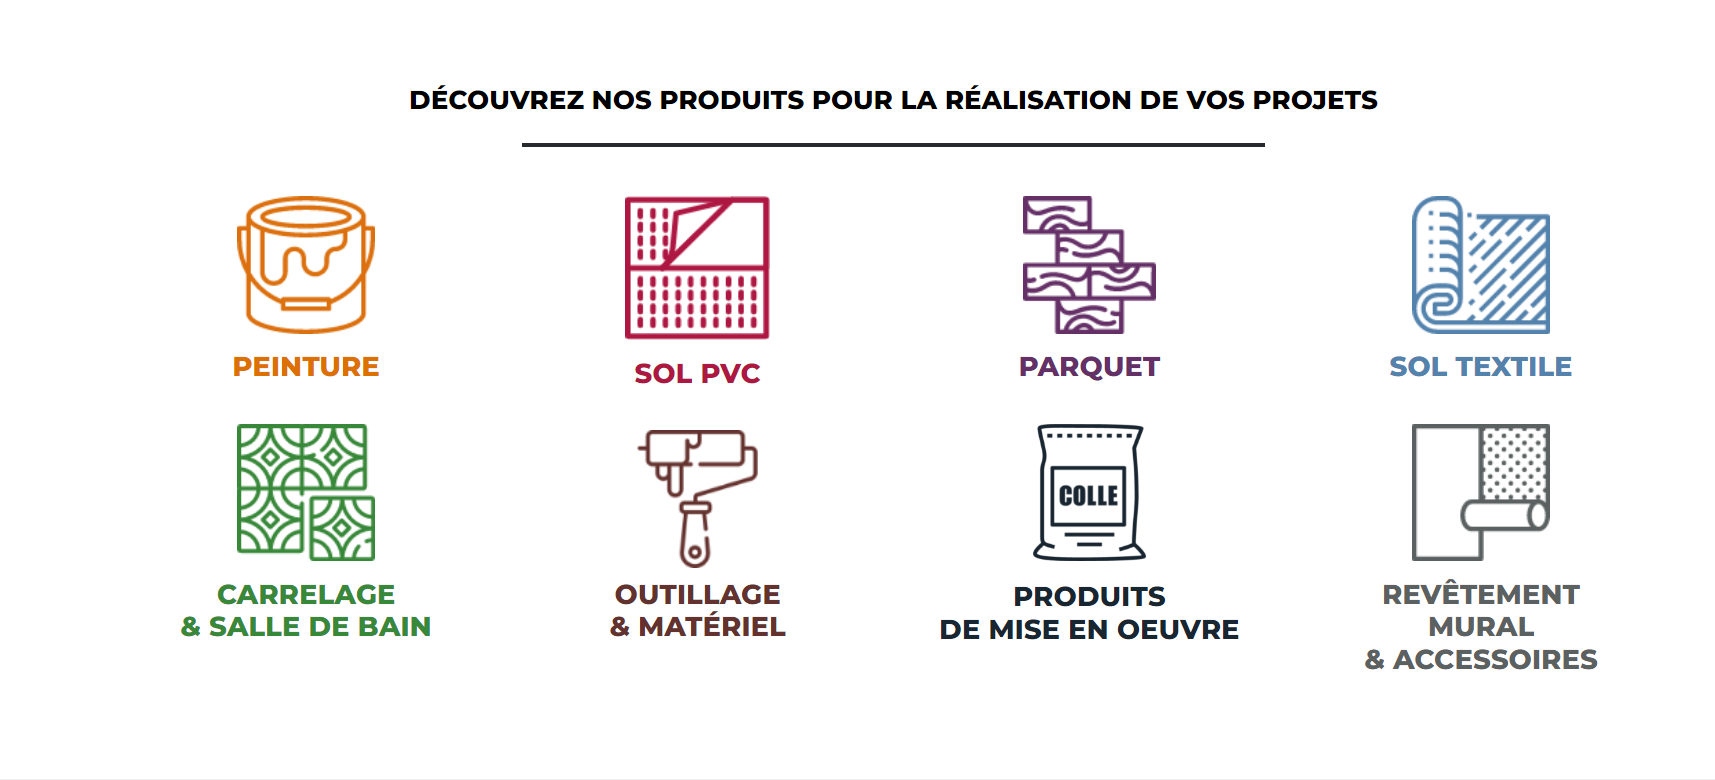 DÉCOUVREZ NOS PRODUITS POUR LA RÉALISATION DE VOS PROJETS
PEINTURE
SOL PVC
PARQUET
SOL TEXTILE
COLLE
CARRELAGE
& SALLE DE BAIN
OUTILLAGE
& MATÉRIEL
PRODUITS
DE MISE EN OEUVRE
REVÊTEMENT
MURAL
& ACCESSOIRES